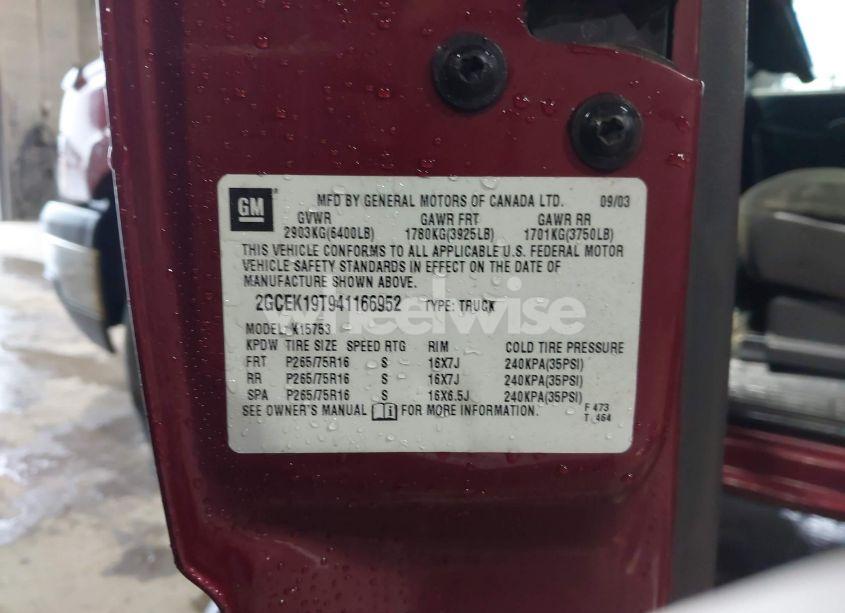 GM
MFD BY GENERAL MOTORS OF CANADA LTD. 09/03
GVWR GAWR FRT GAWR RR
2903KG(6400LB) 1780KG(3925LB) 1701KG(3750LB)
THIS VEHICLE CONFORMS TO ALL APPLICABLE U.S. FEDERAL MOTOR
VEHICLE SAFETY STANDARDS IN EFFECT ON THE DATE OF
MANUFACTURE SHOWN ABOVE.
2GCEK19T941166952 TYPE: TRUCK
wheelwise
MODEL: K15753
KPDW TIRE SIZE SPEED RTG RIM COLD TIRE PRESSURE
FRT P265/75R16 S 16X7J 240KPA(35PSI)
RR P265/75R16 S 16X7J 240KPA(35PSI)
SPA P265/75R16 S 16X6.5J 240KPA(35PSI)
SEE OWNER'S MANUAL FOR MORE INFORMATION. F 473
T 464